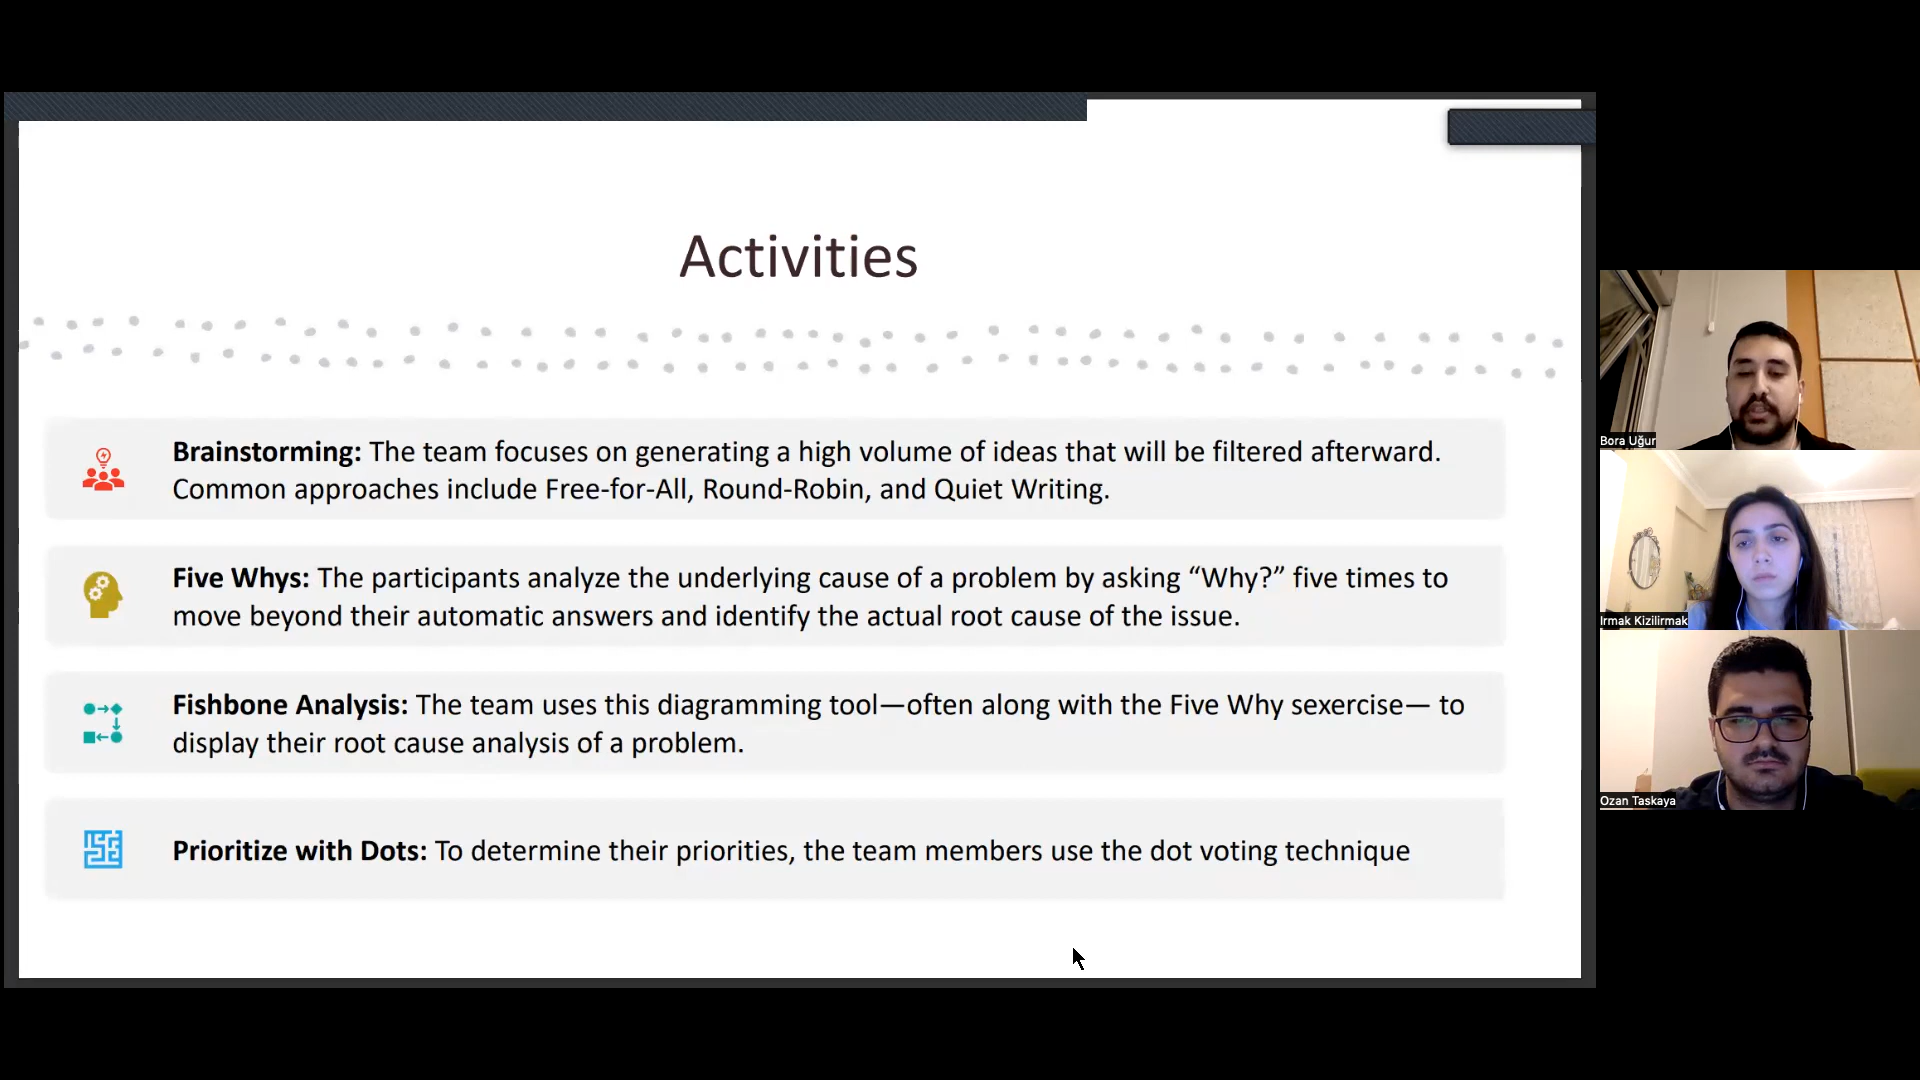 Activities
Brainstorming: The team focuses on generating a high volume of ideas that will be filtered afterward.
Common approaches include Free-for-All, Round-Robin, and Quiet Writing.
Five Whys: The participants analyze the underlying cause of a problem by asking “Why?” five times to
move beyond their automatic answers and identify the actual root cause of the issue.
Fishbone Analysis: The team uses this diagramming tool—often along with the Five Why sexercise— to
display their root cause analysis of a problem.
Prioritize with Dots: To determine their priorities, the team members use the dot voting technique
Bora Uğur
Irmak Kizilirmak
Ozan Taskaya